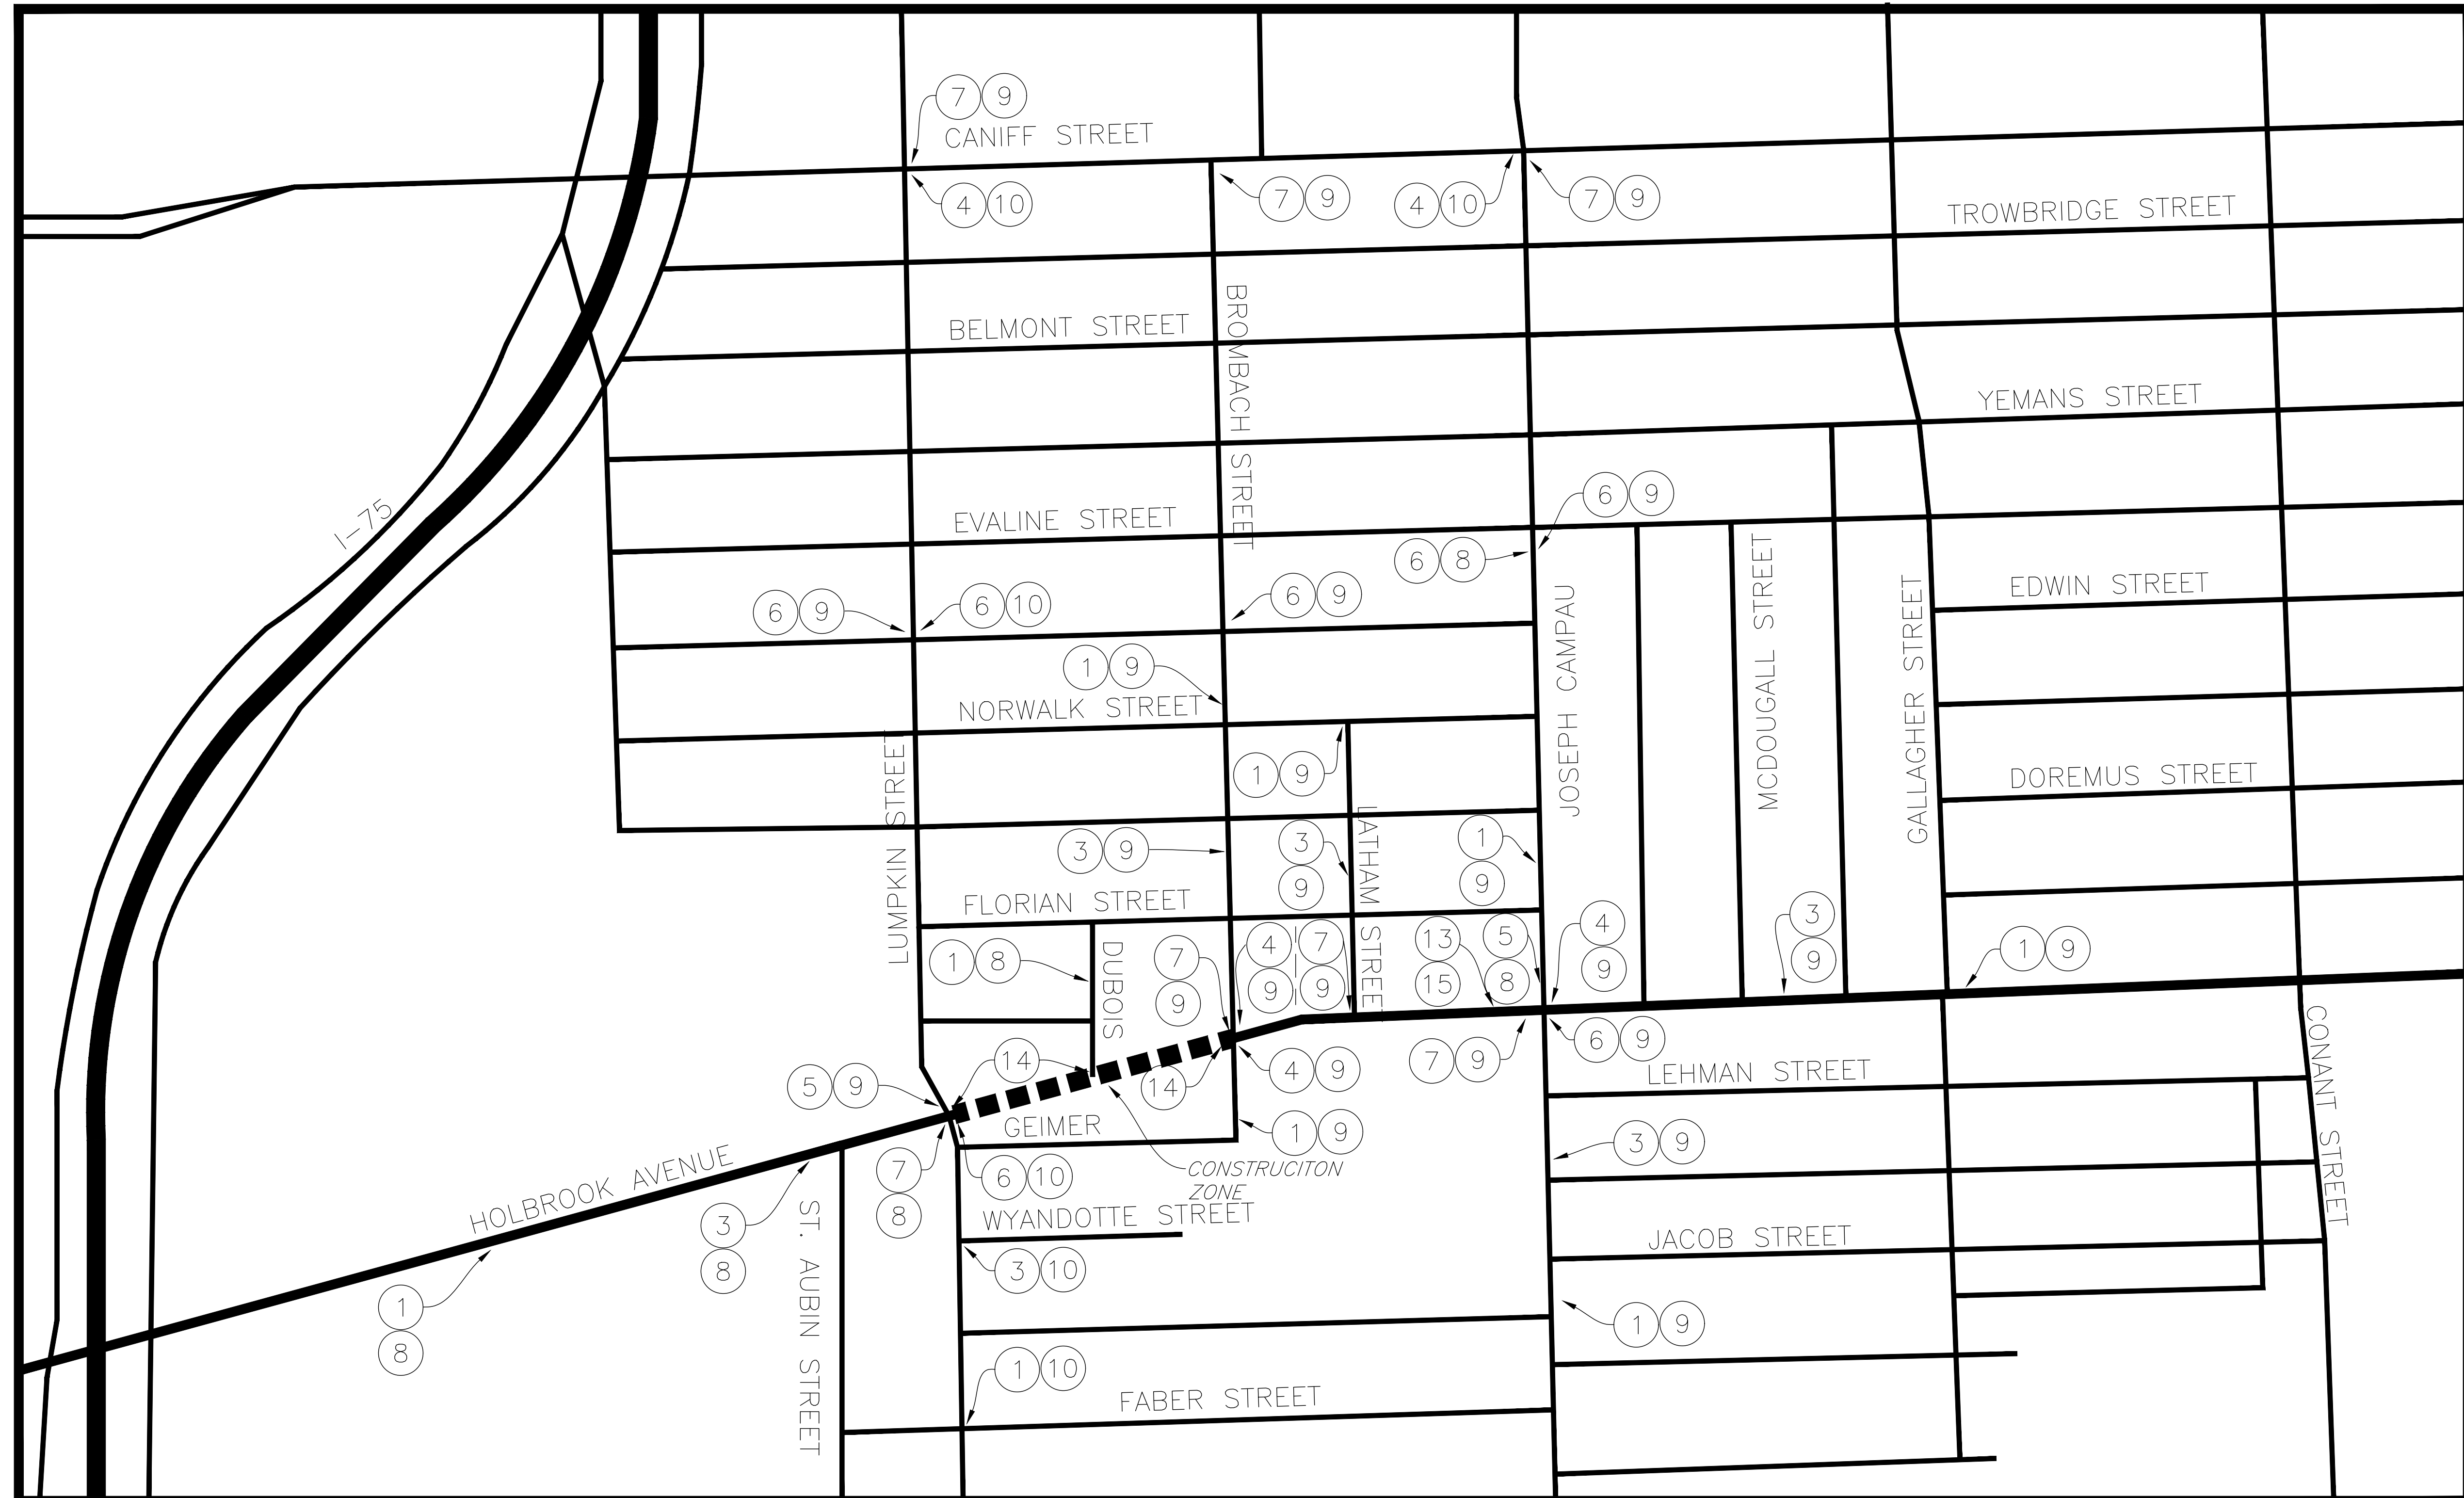 7 9
CANIFF STREET
4 10
7 9
4 10
7 9
TROWBRIDGE STREET
BELMONT STREET
BROMBACH STREET
YEMANS STREET
I-75
6 9
EVALINE STREET
6 8
MCDOUGALL STREET
EDWIN STREET
6 9
6 10
6 9
JOSEPH CAMPAU
GALLAGHER STREET
1 9
NORWALK STREET
LUMPKIN STREET
1 9
DOREMUS STREET
3 9
3
9
LATHAM STREET
1
9
FLORIAN STREET
1 8
DUBOIS
7
9
4
9
7
9
13
15
5
8
4
9
3
9
1 9
14
14
5 9
4 9
7 9
6 9
LEHMAN STREET
CONANT STREET
GEIMER
1 9
3 9
HOLBROOK AVENUE
7
8
6 10
CONSTRUCITON
ZONE
3
8
ST. AUBIN STREET
WYANDOTTE STREET
JACOB STREET
3 10
1
8
1 9
1 10
FABER STREET